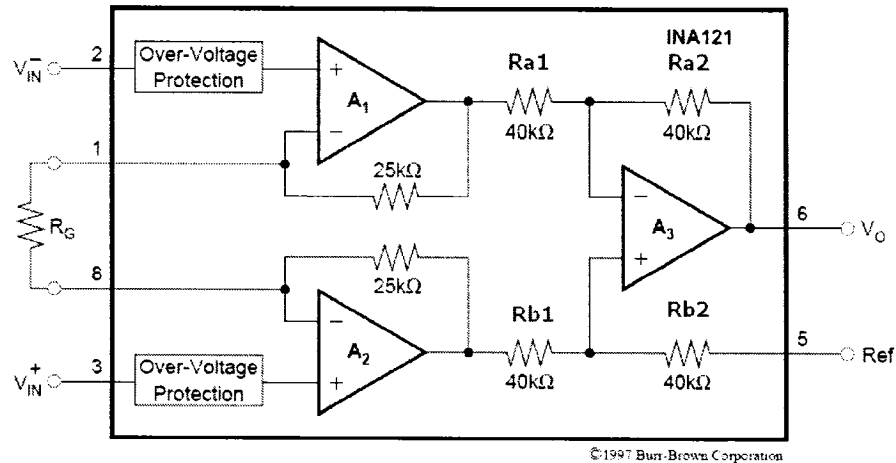 INA121
2
Over-Voltage
Protection
V IN −
A1
Ra1
40kΩ
Ra2
40kΩ
1
25kΩ
RG
8
25kΩ
A3
6
VO
A2
Rb1
40kΩ
Rb2
40kΩ
5
Ref
V IN +
3
Over-Voltage
Protection
©1997 Burr-Brown Corporation